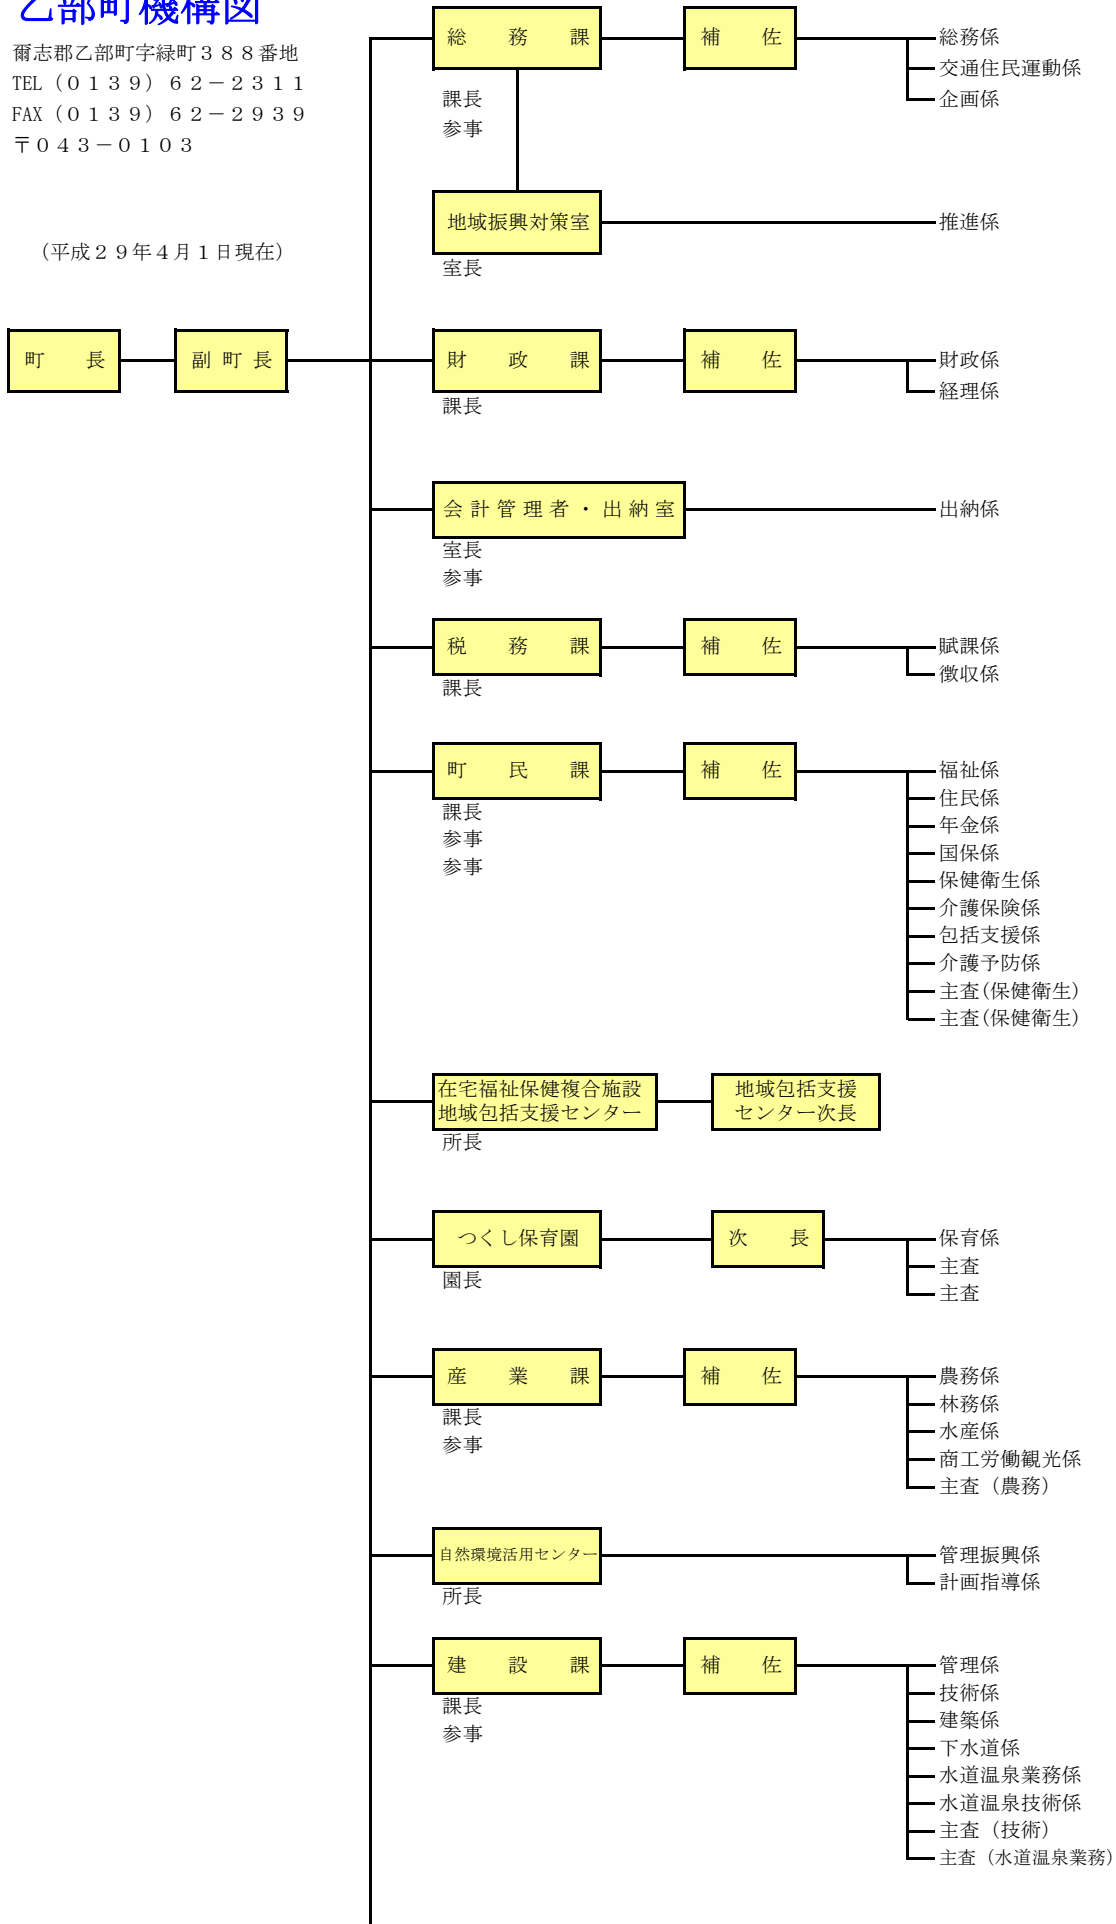 乙部町機構図
爾志郡乙部町字緑町３８８番地
TEL（０１３９）６２－２３１１
FAX（０１３９）６２－２９３９
〒０４３－０１０３
（平成２９年４月１日現在）
町　長
副 町 長
総　務　課
補　佐
総務係
交通住民運動係
企画係
課長
参事
地域振興対策室
推進係
室長
財　政　課
補　佐
財政係
経理係
課長
会 計 管 理 者 ・ 出 納 室
出納係
室長
参事
税　務　課
補　佐
賦課係
徴収係
課長
町　民　課
補　佐
福祉係
住民係
年金係
国保係
保健衛生係
介護保険係
包括支援係
介護予防係
主査(保健衛生)
主査(保健衛生)
課長
参事
参事
在宅福祉保健複合施設
地域包括支援センター
地域包括支援
センター次長
所長
つくし保育園
次　長
保育係
主査
主査
園長
産　業　課
補　佐
農務係
林務係
水産係
商工労働観光係
主査（農務）
課長
参事
自然環境活用センター
管理振興係
計画指導係
所長
建　設　課
補　佐
管理係
技術係
建築係
下水道係
水道温泉業務係
水道温泉技術係
主査（技術）
主査（水道温泉業務）
課長
参事